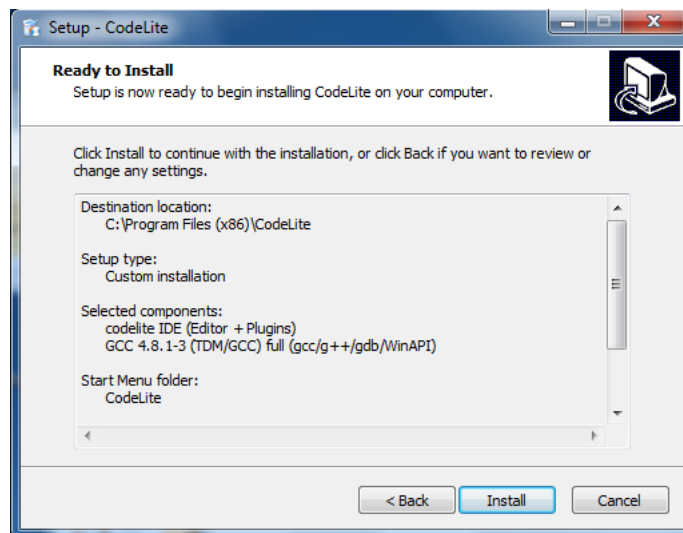 Setup - CodeLite
Ready to Install
Setup is now ready to begin installing CodeLite on your computer.
Click Install to continue with the installation, or click Back if you want to review or
change any settings.
Destination location:
C:\Program Files (x86)\CodeLite
Setup type:
Custom installation
Selected components:
codelite IDE (Editor + Plugins)
GCC 4.8.1-3 (TDM/GCC) full (gcc/g++/gdb/WinAPI)
Start Menu folder:
CodeLite
< Back Install Cancel